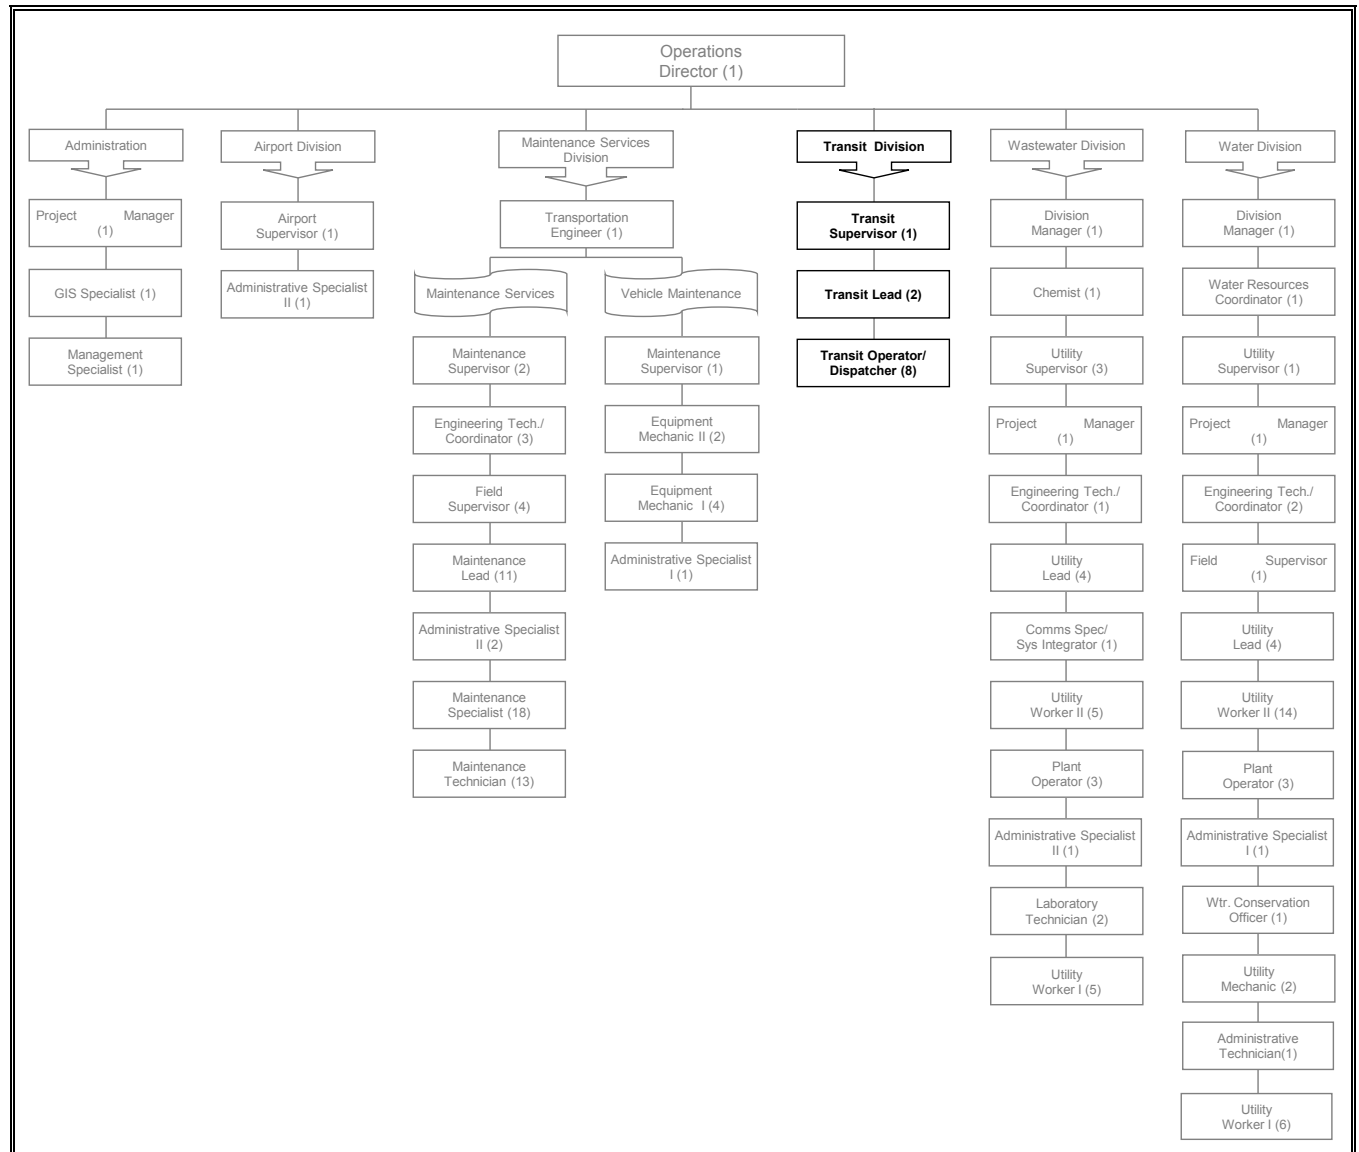 Operations
Director (1)
Administration
Project Manager
(1)
GIS Specialist (1)
Management
Specialist (1)
Airport Division
Airport
Supervisor (1)
Administrative Specialist
II (1)
Maintenance Services
Division
Transportation
Engineer (1)
Maintenance Services
Maintenance
Supervisor (2)
Engineering Tech./
Coordinator (3)
Field
Supervisor (4)
Maintenance
Lead (11)
Administrative Specialist
II (2)
Maintenance
Specialist (18)
Maintenance
Technician (13)
Vehicle Maintenance
Maintenance
Supervisor (1)
Equipment
Mechanic II (2)
Equipment
Mechanic I (4)
Administrative Specialist
I (1)
Transit Division
Transit
Supervisor (1)
Transit Lead (2)
Transit Operator/
Dispatcher (8)
Wastewater Division
Division
Manager (1)
Chemist (1)
Utility
Supervisor (3)
Project Manager
(1)
Engineering Tech./
Coordinator (1)
Utility
Lead (4)
Comms Spec/
Sys Integrator (1)
Utility
Worker II (5)
Plant
Operator (3)
Administrative Specialist
II (1)
Laboratory
Technician (2)
Utility
Worker I (5)
Water Division
Division
Manager (1)
Water Resources
Coordinator (1)
Utility
Supervisor (1)
Project Manager
(1)
Engineering Tech./
Coordinator (2)
Field Supervisor
(1)
Utility
Lead (4)
Utility
Worker II (14)
Plant
Operator (3)
Administrative Specialist
I (1)
Wtr. Conservation
Officer (1)
Utility
Mechanic (2)
Administrative
Technician(1)
Utility
Worker I (6)